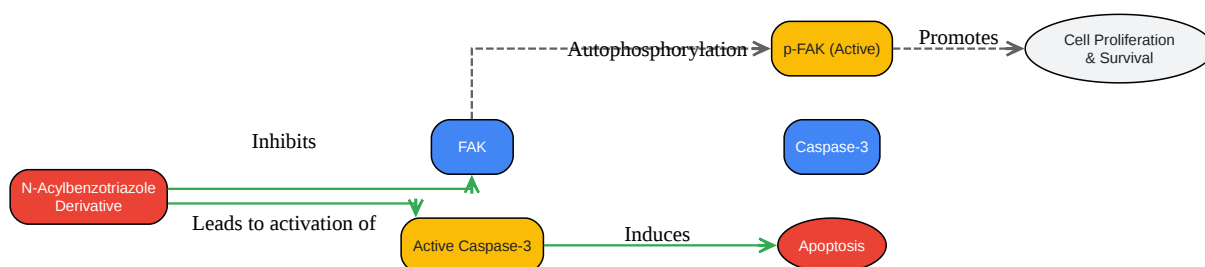 Autophosphorylation
p-FAK (Active)
Promotes
Cell Proliferation
& Survival
Inhibits
FAK
Caspase-3
N-Acylbenzotriazole
Derivative
Leads to activation of
Active Caspase-3
Induces
Apoptosis